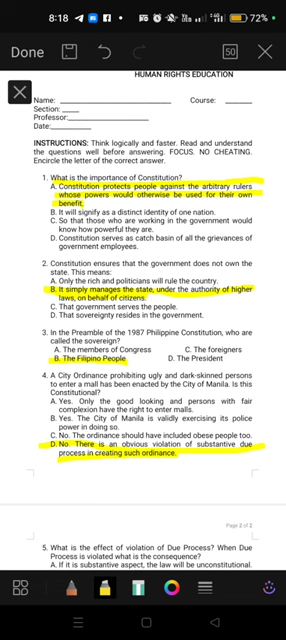 8:18
72%
Done
50
HUMAN RIGHTS EDUCATION
Name: ____________________ Course: ______
Section: ____
Professor:____________
Date:__________
INSTRUCTIONS: Think logically and faster. Read and understand
the questions well before answering. FOCUS. NO CHEATING.
Encircle the letter of the correct answer.
1. What is the importance of Constitution?
A. Constitution protects people against the arbitrary rulers
whose powers would otherwise be used for their own
benefit.
B. It will signify as a distinct identity of one nation.
C. So that those who are working in the government would
know how powerful they are.
D. Constitution serves as catch basin of all the grievances of
government employees.
2. Constitution ensures that the government does not own the
state. This means:
A. Only the rich and politicians will rule the country.
B. It simply manages the state, under the authority of higher
laws, on behalf of citizens.
C. That government serves the people.
D. That sovereignty resides in the government.
3. In the Preamble of the 1987 Philippine Constitution, who are
called the sovereign?
A. The members of Congress C. The foreigners
B. The Filipino People D. The President
4. A City Ordinance prohibiting ugly and dark-skinned persons
to enter a mall has been enacted by the City of Manila. Is this
Constitutional?
A. Yes. Only the good looking and persons with fair
complexion have the right to enter malls.
B. Yes. The City of Manila is validly exercising its police
power in doing so.
C. No. The ordinance should have included obese people too.
D. No. There is an obvious violation of substantive due
process in creating such ordinance.
Page 2 of 2
5. What is the effect of violation of Due Process? When Due
Process is violated what is the consequence?
A. If it is substantive aspect, the law will be unconstitutional.